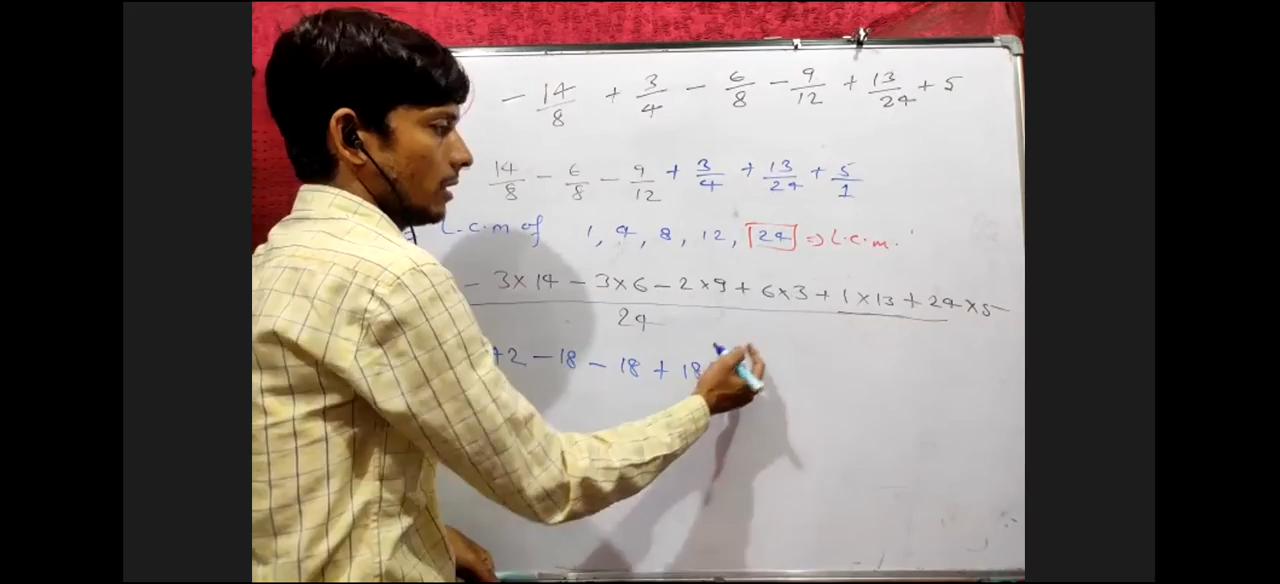 - 14/8 + 3/4 - 6/8 - 9/12 + 13/24 + 5
14/8 - 6/8 - 9/12 + 3/4 + 13/24 + 5/1
L.C.M of 1, 4, 8, 12, 24 => L.C.M.
- 3×14 - 3×6 - 2×9 + 6×3 + 1×13 + 24×5
24
42 - 18 - 18 + 18